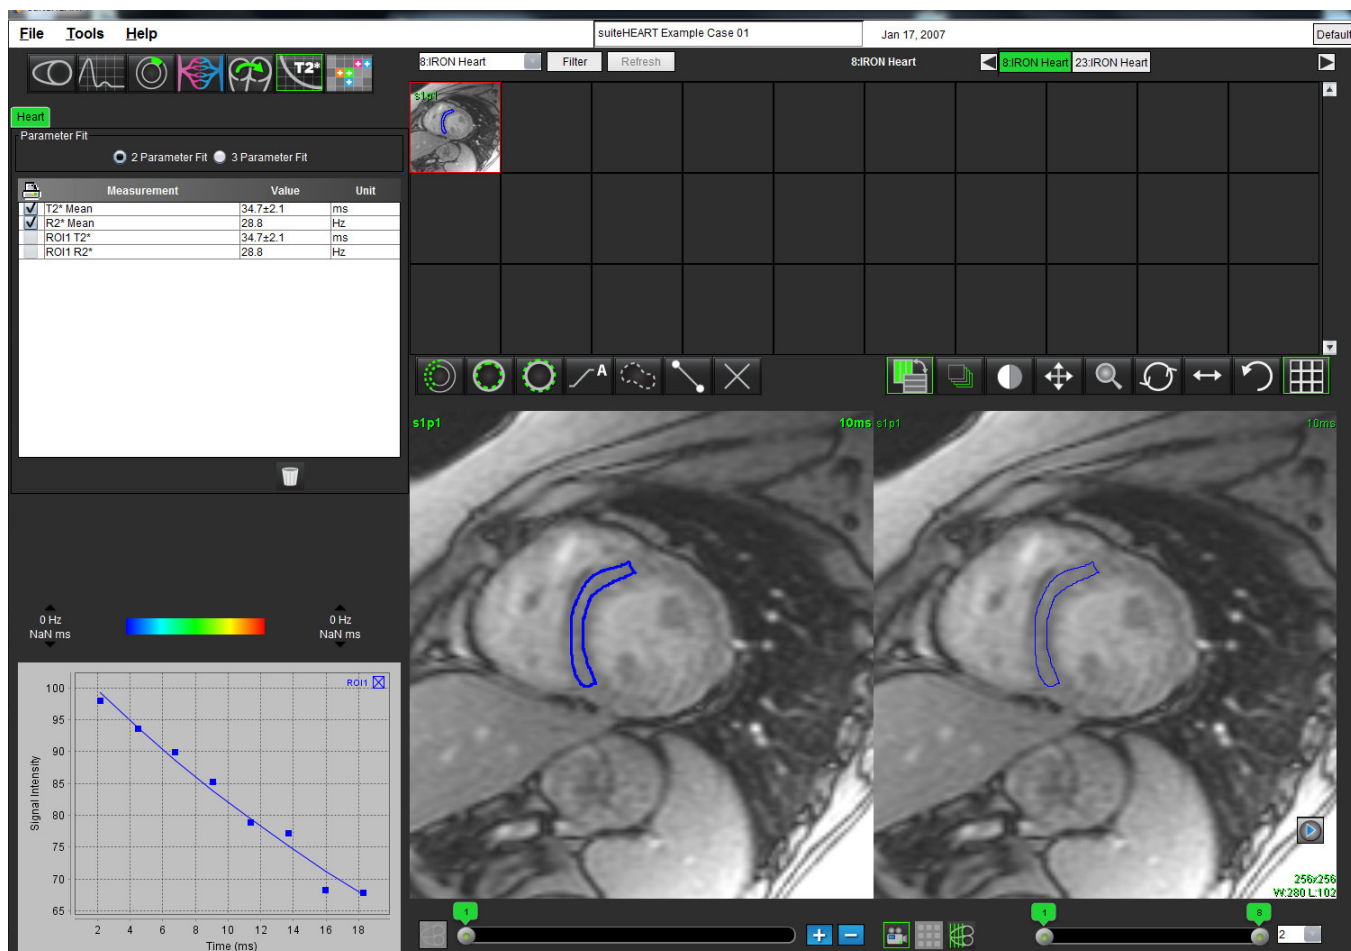 File Tools Help
suiteHEART Example Case 01
Jan 17, 2007
Default
T2*
8:IRON Heart
Filter
Refresh
8:IRON Heart
8:IRON Heart
23:IRON Heart
s1p1
Heart
Parameter Fit
2 Parameter Fit
3 Parameter Fit
Measurement Value Unit
T2* Mean 34.7±2.1 ms
R2* Mean 28.8 Hz
ROI1 T2* 34.7±2.1 ms
ROI1 R2* 28.8 Hz
A
s1p1
10ms
s1p1
10ms
0 Hz
NaN ms
0 Hz
NaN ms
ROI1
100
95
90
85
80
75
70
65
Signal Intensity
2 4 6 8 10 12 14 16 18
Time (ms)
256x256
W:280 L:102
1
1
8
2